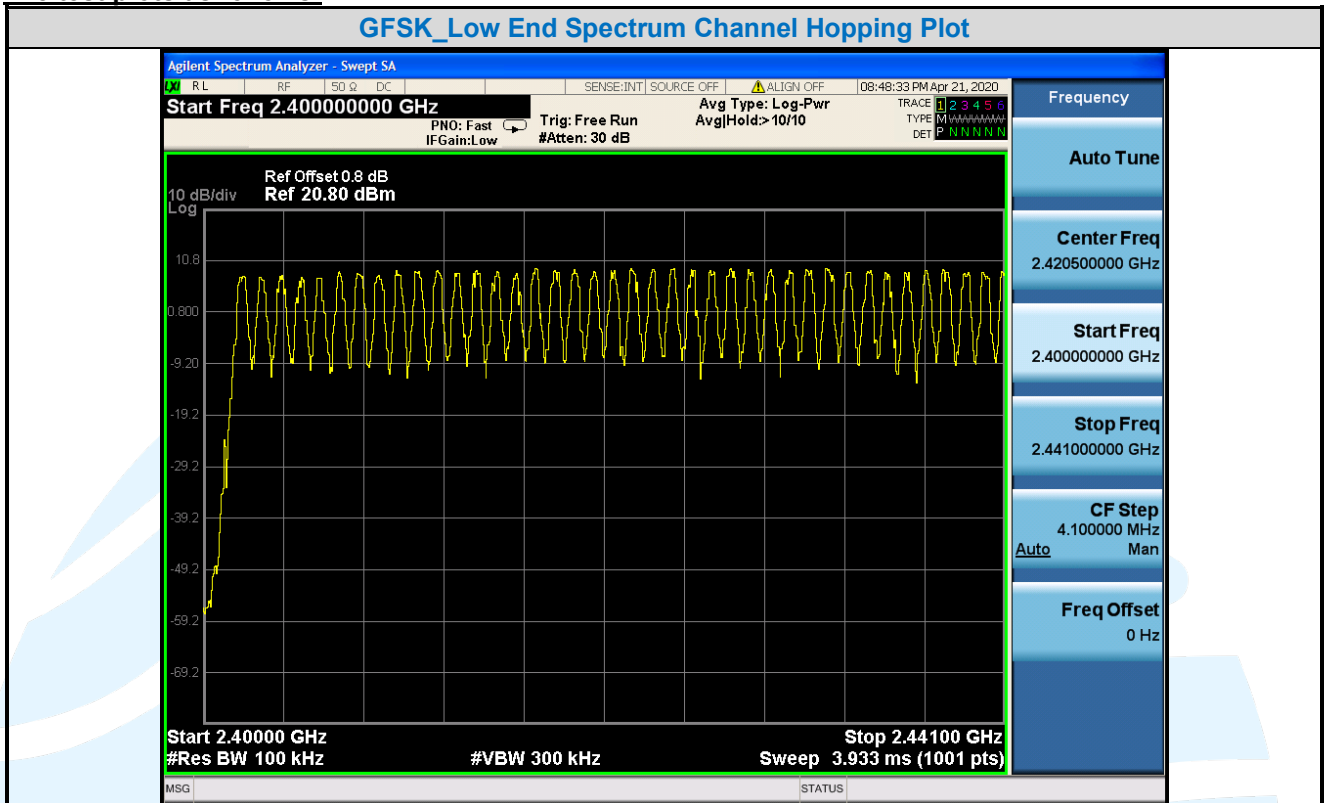 GFSK_Low End Spectrum Channel Hopping Plot
Agilent Spectrum Analyzer - Swept SA
LXI RL RF 50 Ω DC SENSE:INT SOURCE OFF ALIGN OFF 08:48:33 PM Apr 21, 2020
Start Freq 2.400000000 GHz
PNO: Fast
IFGain:Low
Trig: Free Run
#Atten: 30 dB
Avg Type: Log-Pwr
Avg|Hold:>10/10
TRACE 1 2 3 4 5 6
TYPE M
DET P N N N N N
Ref Offset 0.8 dB
10 dB/div Ref 20.80 dBm
Log
10.8
0.800
-9.20
-19.2
-29.2
-39.2
-49.2
-59.2
-69.2
Start 2.40000 GHz Stop 2.44100 GHz
#Res BW 100 kHz #VBW 300 kHz Sweep 3.933 ms (1001 pts)
MSG STATUS
Frequency
Auto Tune
Center Freq
2.420500000 GHz
Start Freq
2.400000000 GHz
Stop Freq
2.441000000 GHz
CF Step
4.100000 MHz
Auto Man
Freq Offset
0 Hz